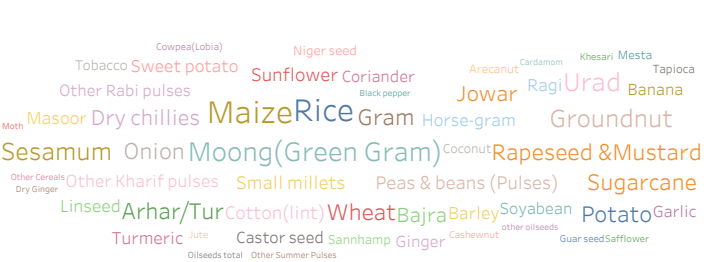 Cowpea(Lobia)
Niger seed
Khesari Mesta
Tobacco Sweet potato Sunflower Coriander Arecanut Cardamom Tapioca
Other Rabi pulses Black pepper Jowar Ragi Urad Banana
Moth Masoor Dry chillies Maize Rice Gram Horse-gram Groundnut
Sesamum Onion Moong(Green Gram) Coconut Rapeseed &Mustard
Other Cereals Other Kharif pulses Small millets Peas & beans (Pulses) Sugarcane
Dry Ginger
Linseed Arhar/Tur Cotton(lint) Wheat Bajra Barley Soyabean Potato Garlic
Turmeric Jute Castor seed Sannhamp Ginger Cashewnut other oilseeds Guar seed Safflower
Oilseeds total Other Summer Pulses